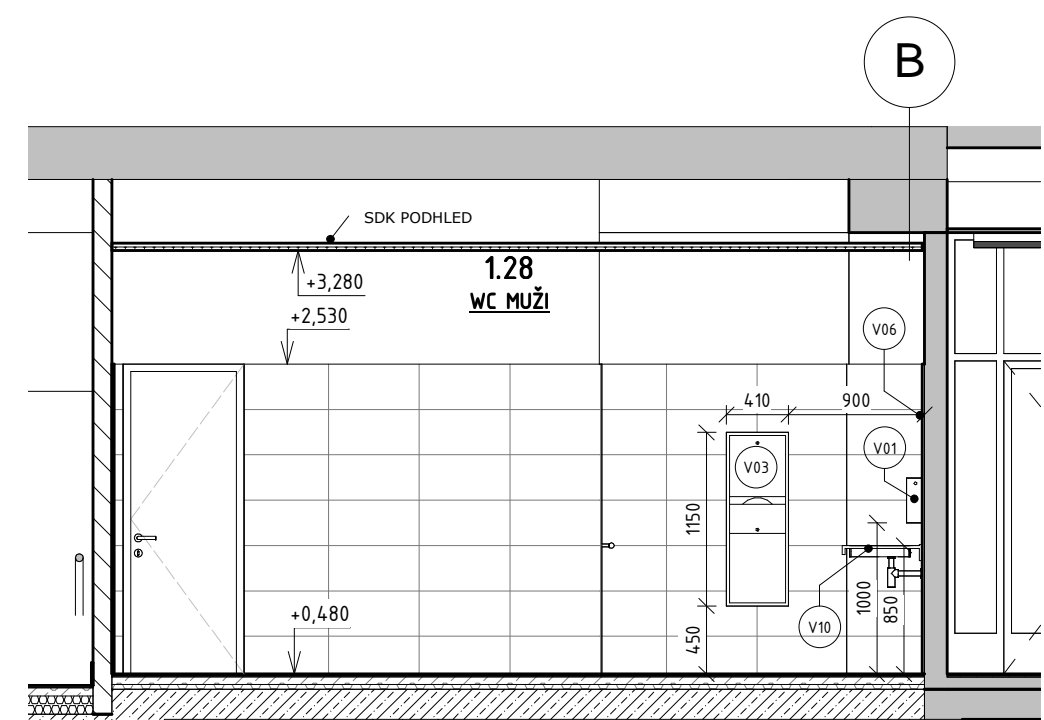 B
SDK PODHLED
1.28
WC MUŽI
+3,280
+2,530
V06
410
900
V01
V03
1150
1000
850
+0,480
450
V10